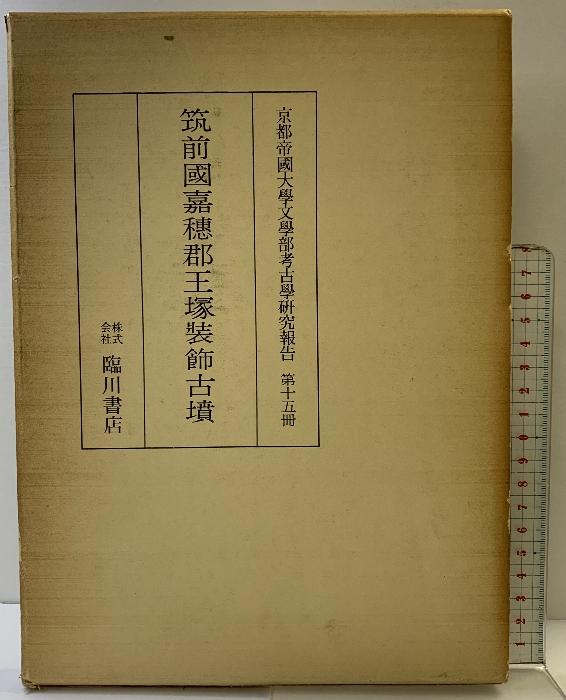 京都帝國大學文學部考古學研究報告 第十五冊
筑前國嘉穗郡王塚裝飾古墳
株式会社 臨川書店